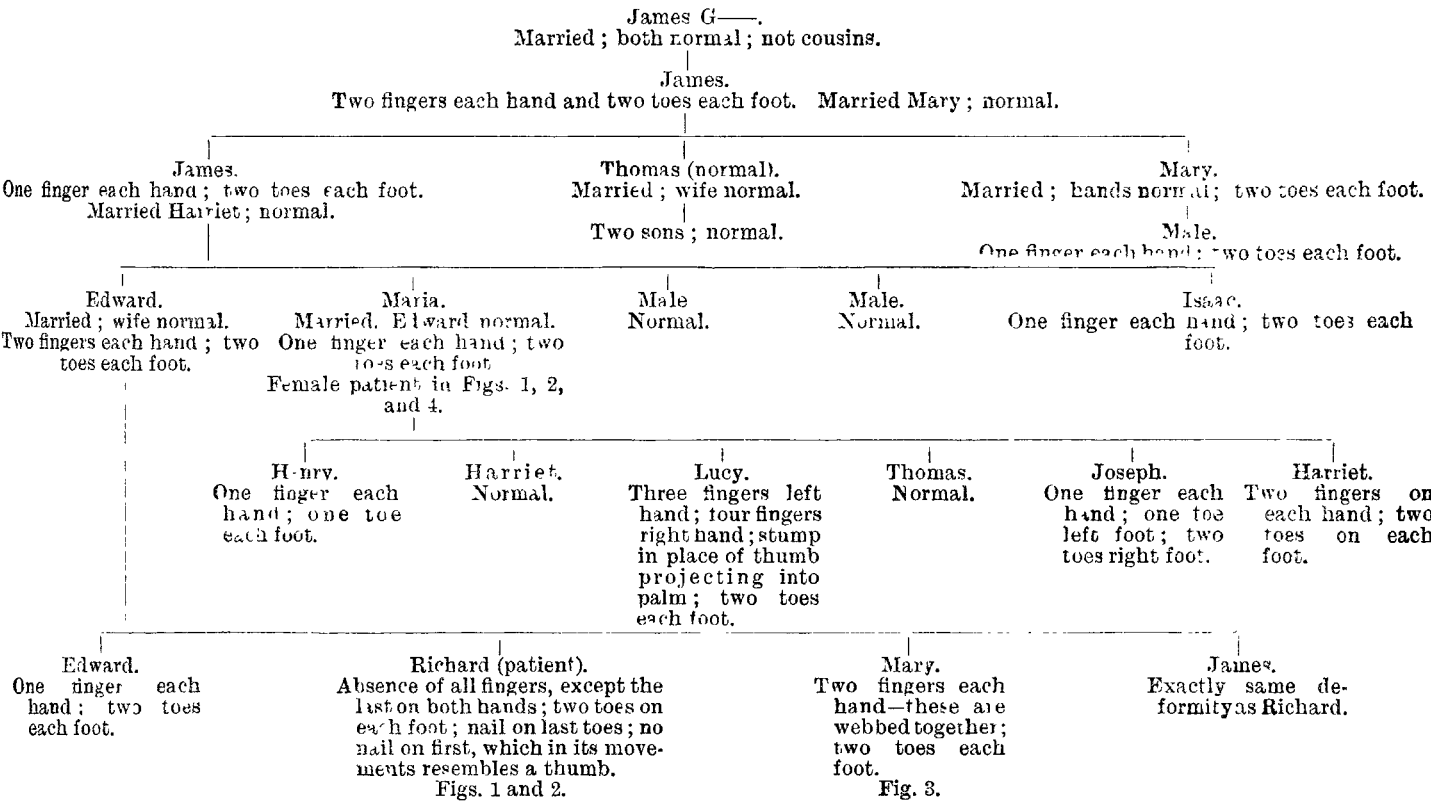 James G——.
Married; both normal; not cousins.
James.
Two fingers each hand and two toes each foot. Married Mary; normal.
James.
One finger each hand; two toes each foot.
Married Harriet; normal.
Thomas (normal).
Married; wife normal.
Two sons; normal.
Mary.
Married; hands normal; two toes each foot.
Male.
One finger each hand; two toes each foot.
Edward.
Married; wife normal.
Two fingers each hand; two
toes each foot.
Maria.
Married. Edward normal.
One finger each hand; two
toes each foot
Female patient in Figs. 1, 2,
and 4.
Male
Normal.
Male.
Normal.
Isaac.
One finger each hand; two toes each
foot.
Henry.
One finger each
hand; one toe
each foot.
Harriet.
Normal.
Lucy.
Three fingers left
hand; four fingers
right hand; stump
in place of thumb
projecting into
palm; two toes
each foot.
Thomas.
Normal.
Joseph.
One finger each
hand; one toe
left foot; two
toes right foot.
Harriet.
Two fingers on
each hand; two
toes on each
foot.
Edward.
One finger each
hand; two toes
each foot.
Richard (patient).
Absence of all fingers, except the
last on both hands; two toes on
each foot; nail on last toes; no
nail on first, which in its move-
ments resembles a thumb.
Figs. 1 and 2.
Mary.
Two fingers each
hand—these are
webbed together;
two toes each
foot.
Fig. 3.
James.
Exactly same de-
formity as Richard.